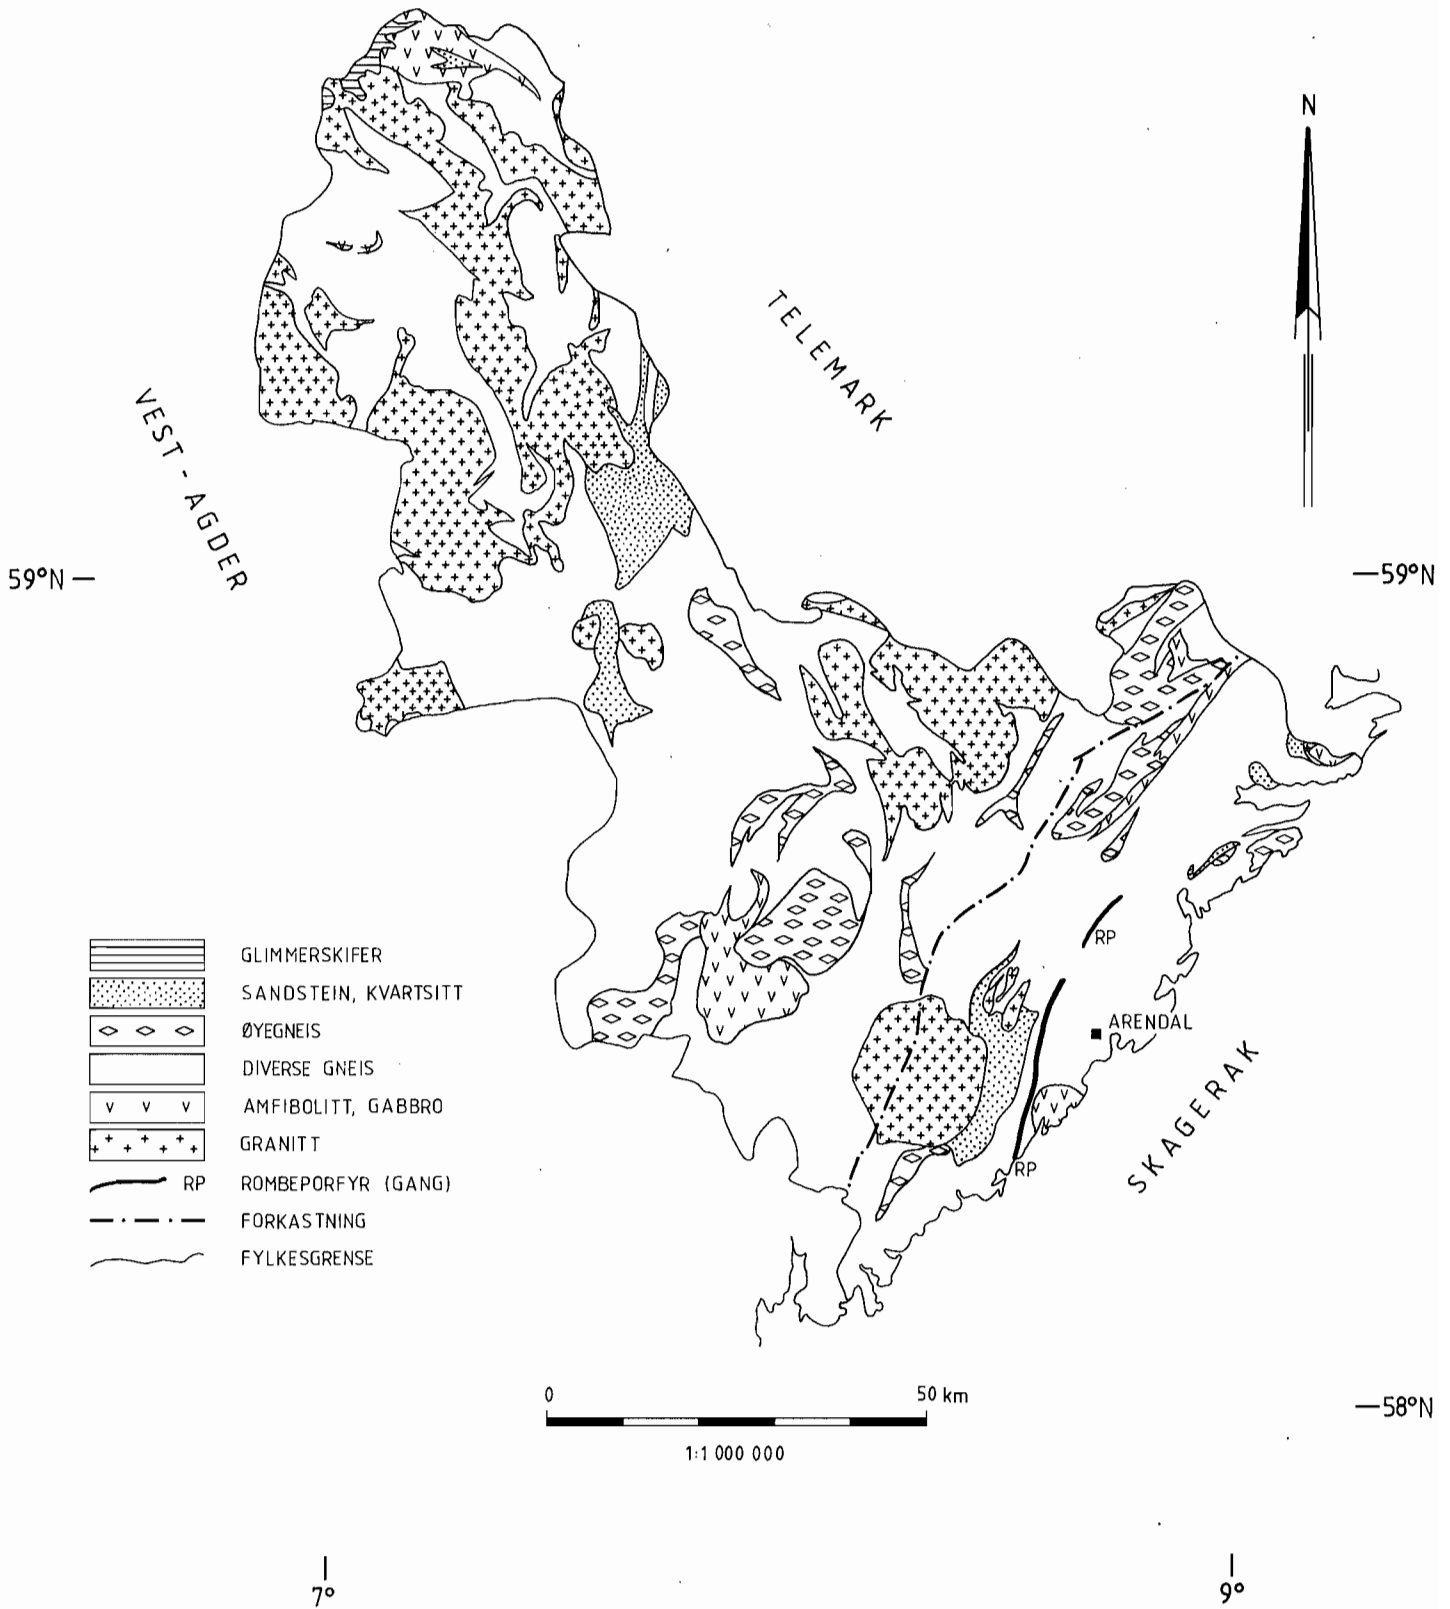 N
TELEMARK
VEST-AGDER
59°N
59°N
GLIMMERSKIFER
SANDSTEIN, KVARTSITT
ØYEGNEIS
DIVERSE GNEIS
AMFIBOLITT, GABBRO
GRANITT
RP ROMBEPORFYR (GANG)
FORKASTNING
FYLKESGRENSE
RP
ARENDAL
SKAGERAK
RP
0 50 km
1:1 000 000
58°N
7° 9°